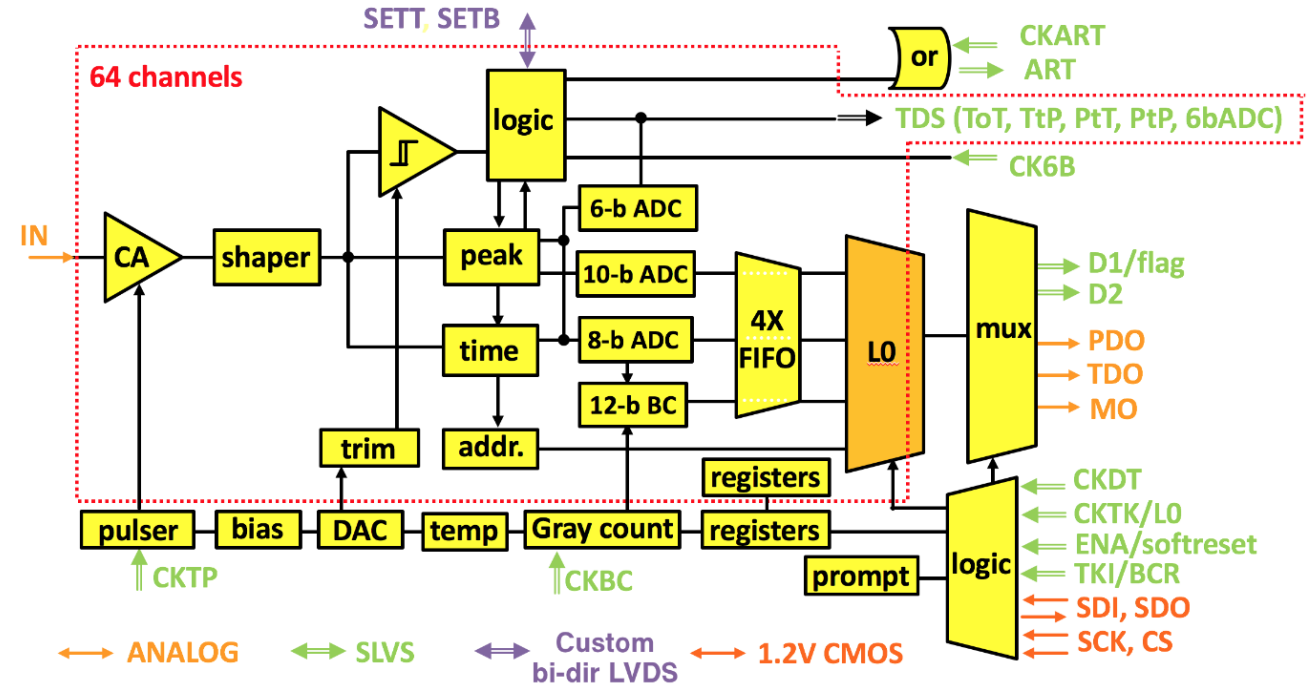 SETT, SETB
CKART
or
ART
64 channels
logic
TDS (ToT, TtP, PtT, PtP, 6bADC)
CK6B
6-b ADC
IN
CA
shaper
peak
10-b ADC
D1/flag
D2
4X
FIFO
mux
time
8-b ADC
L0
PDO
TDO
MO
12-b BC
trim
addr.
registers
CKDT
pulser
bias
DAC
temp
Gray count
registers
CKTK/L0
ENA/softreset
logic
prompt
TKI/BCR
CKTP
CKBC
SDI, SDO
SCK, CS
ANALOG
SLVS
Custom
bi-dir LVDS
1.2V CMOS